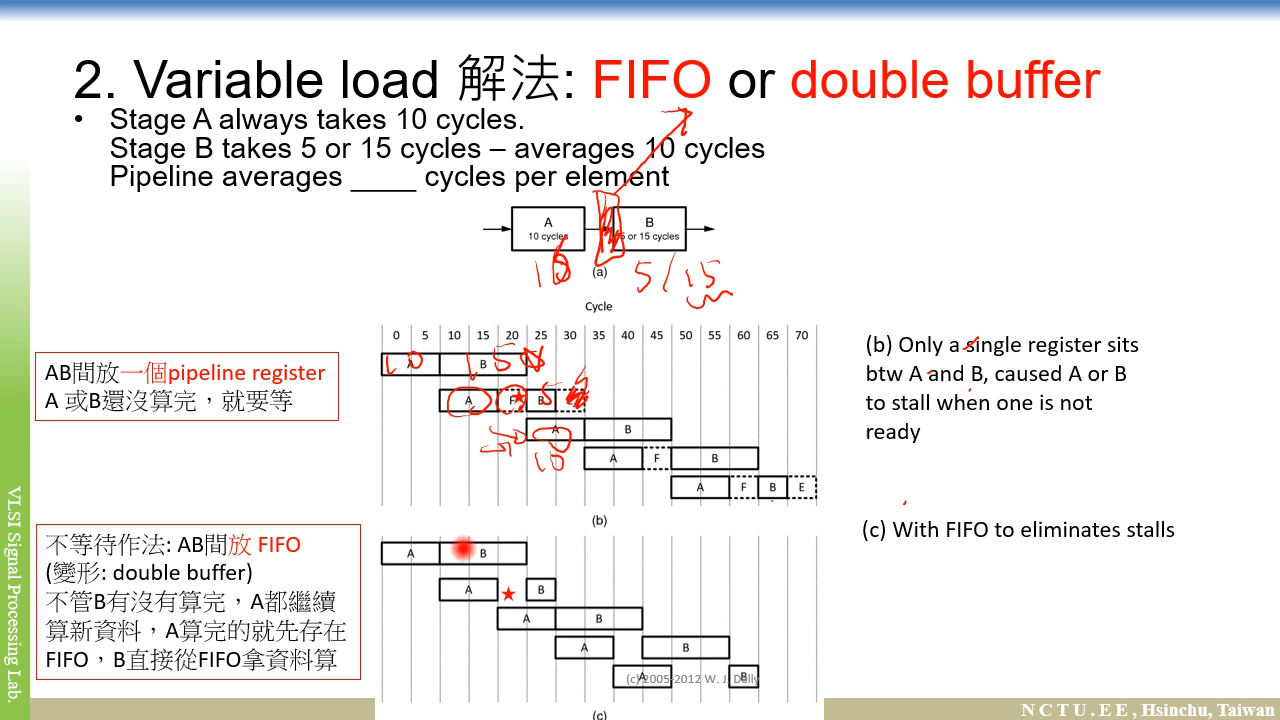 2. Variable load 解法: FIFO or double buffer
• Stage A always takes 10 cycles.
Stage B takes 5 or 15 cycles – averages 10 cycles
Pipeline averages ____ cycles per element
A
10 cycles
B
or 15 cycles
10
5/15
(a)
Cycle
0 5 10 15 20 25 30 35 40 45 50 55 60 65 70
A B
10 15
A F B
5
A B
10
A F B
A F B E
(b)
AB間放一個pipeline register
A 或B還沒算完，就要等
(b) Only a single register sits
btw A and B, caused A or B
to stall when one is not
ready
不等待作法: AB間放 FIFO
(變形: double buffer)
不管B有沒有算完，A都繼續
算新資料，A算完的就先存在
FIFO，B直接從FIFO拿資料算
A B
A B
A B
A B
A B
(c) 2005-2012 W. J. Dally
(c)
(c) With FIFO to eliminates stalls
VLSI Signal Processing Lab.
N C T U . E E , Hsinchu, Taiwan